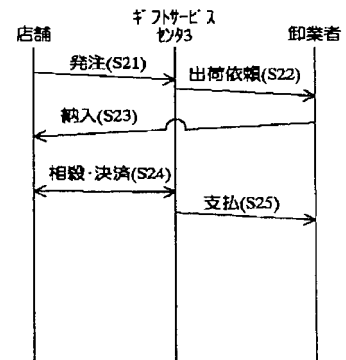 ギフトサービス
店舗
センタ3
卸業者
発注(S21)
出荷依頼(S22)
納入(S23)
相殺・決済(S24)
支払(S25)